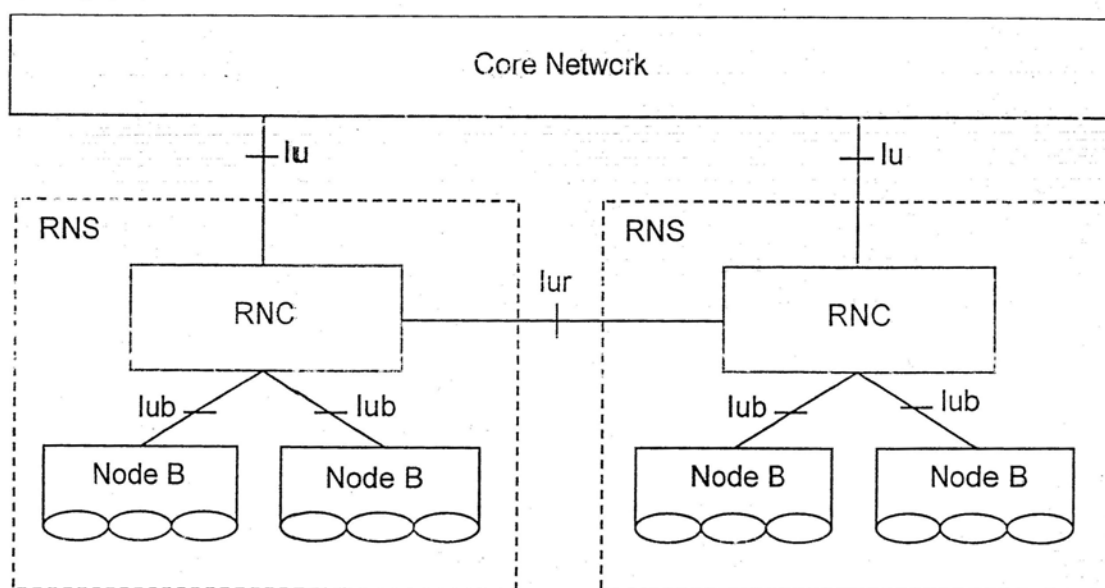 Core Network
Iu
Iu
RNS
RNS
Iur
RNC
RNC
Iub
Iub
Iub
Iub
Node B
Node B
Node B
Node B